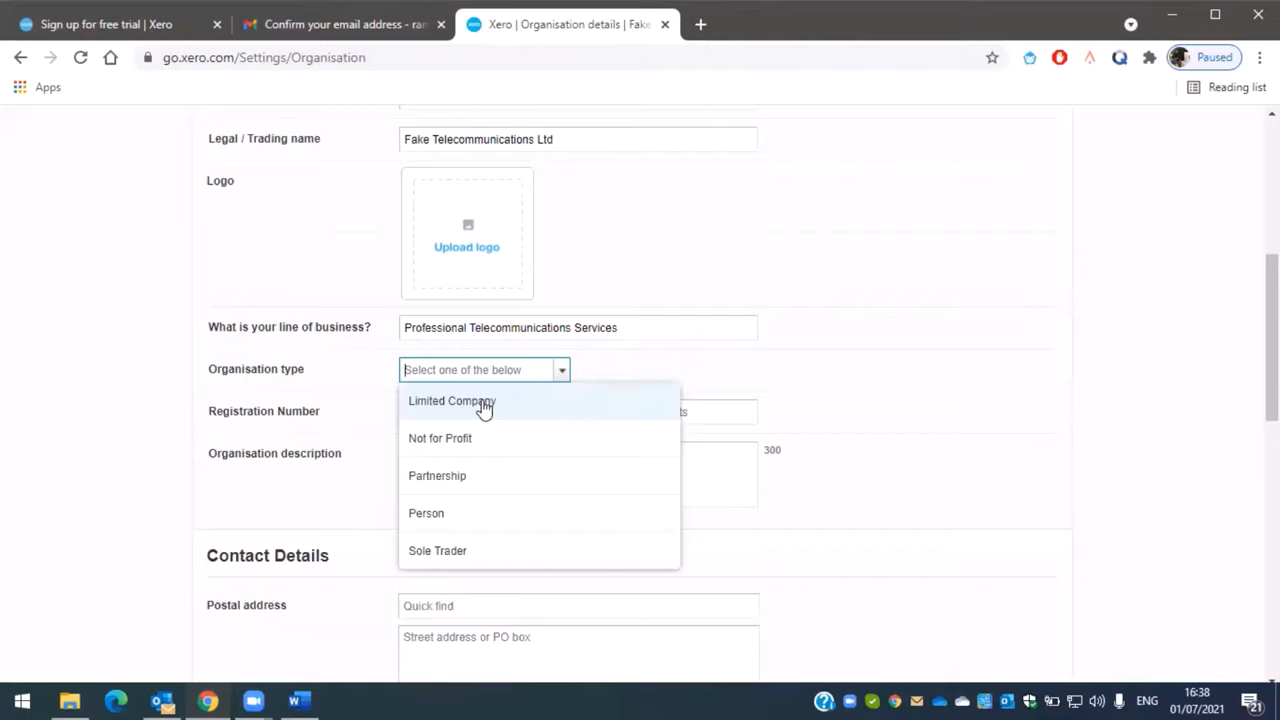 Sign up for free trial | Xero
Confirm your email address - ran
Xero | Organisation details | Fake
go.xero.com/Settings/Organisation
Paused
Apps
Reading list
Legal / Trading name
Fake Telecommunications Ltd
Logo
Upload logo
What is your line of business?
Professional Telecommunications Services
Organisation type
Select one of the below
Limited Company
Registration Number
Not for Profit
Organisation description
300
Partnership
Person
Sole Trader
Contact Details
Postal address
Quick find
Street address or PO box
ENG
16:38
01/07/2021
21